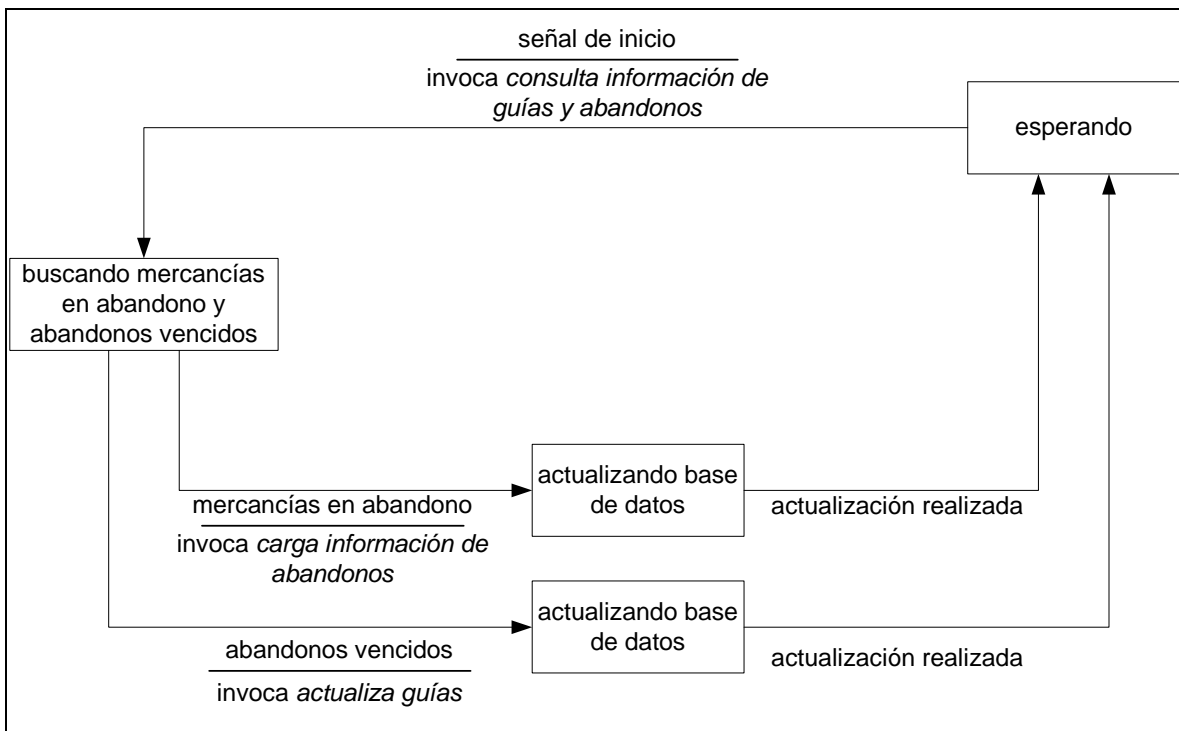 señal de inicio
invoca consulta información de
guías y abandonos
esperando
buscando mercancías
en abandono y
abandonos vencidos
mercancías en abandono
invoca carga información de
abandonos
actualizando base
de datos
actualización realizada
abandonos vencidos
invoca actualiza guías
actualizando base
de datos
actualización realizada